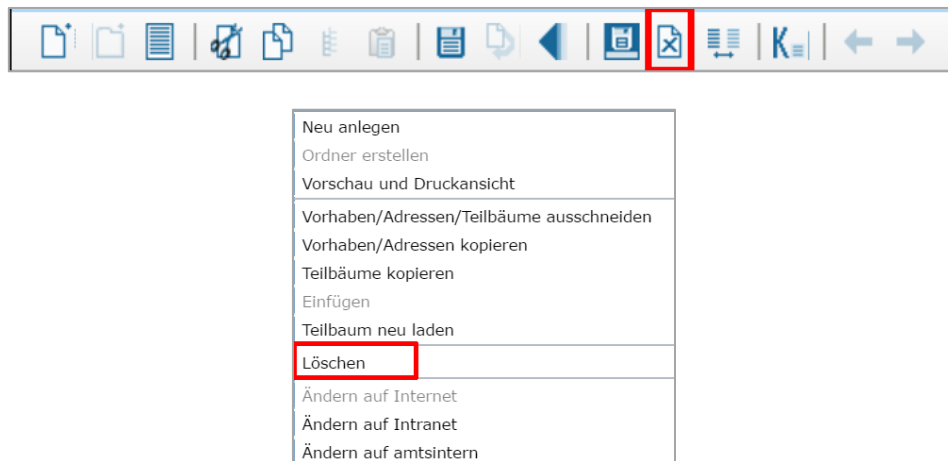 K
Neu anlegen
Ordner erstellen
Vorschau und Druckansicht
Vorhaben/Adressen/Teilbäume ausschneiden
Vorhaben/Adressen kopieren
Teilbäume kopieren
Einfügen
Teilbaum neu laden
Löschen
Ändern auf Internet
Ändern auf Intranet
Ändern auf amtsintern